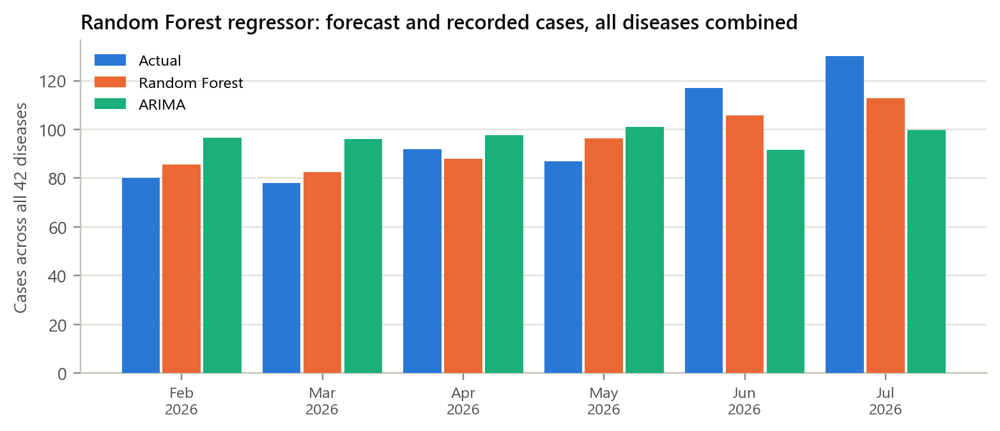 Random Forest regressor: forecast and recorded cases, all diseases combined
Actual
Random Forest
ARIMA
Cases across all 42 diseases
120
100
80
60
40
20
0
Feb
2026
Mar
2026
Apr
2026
May
2026
Jun
2026
Jul
2026